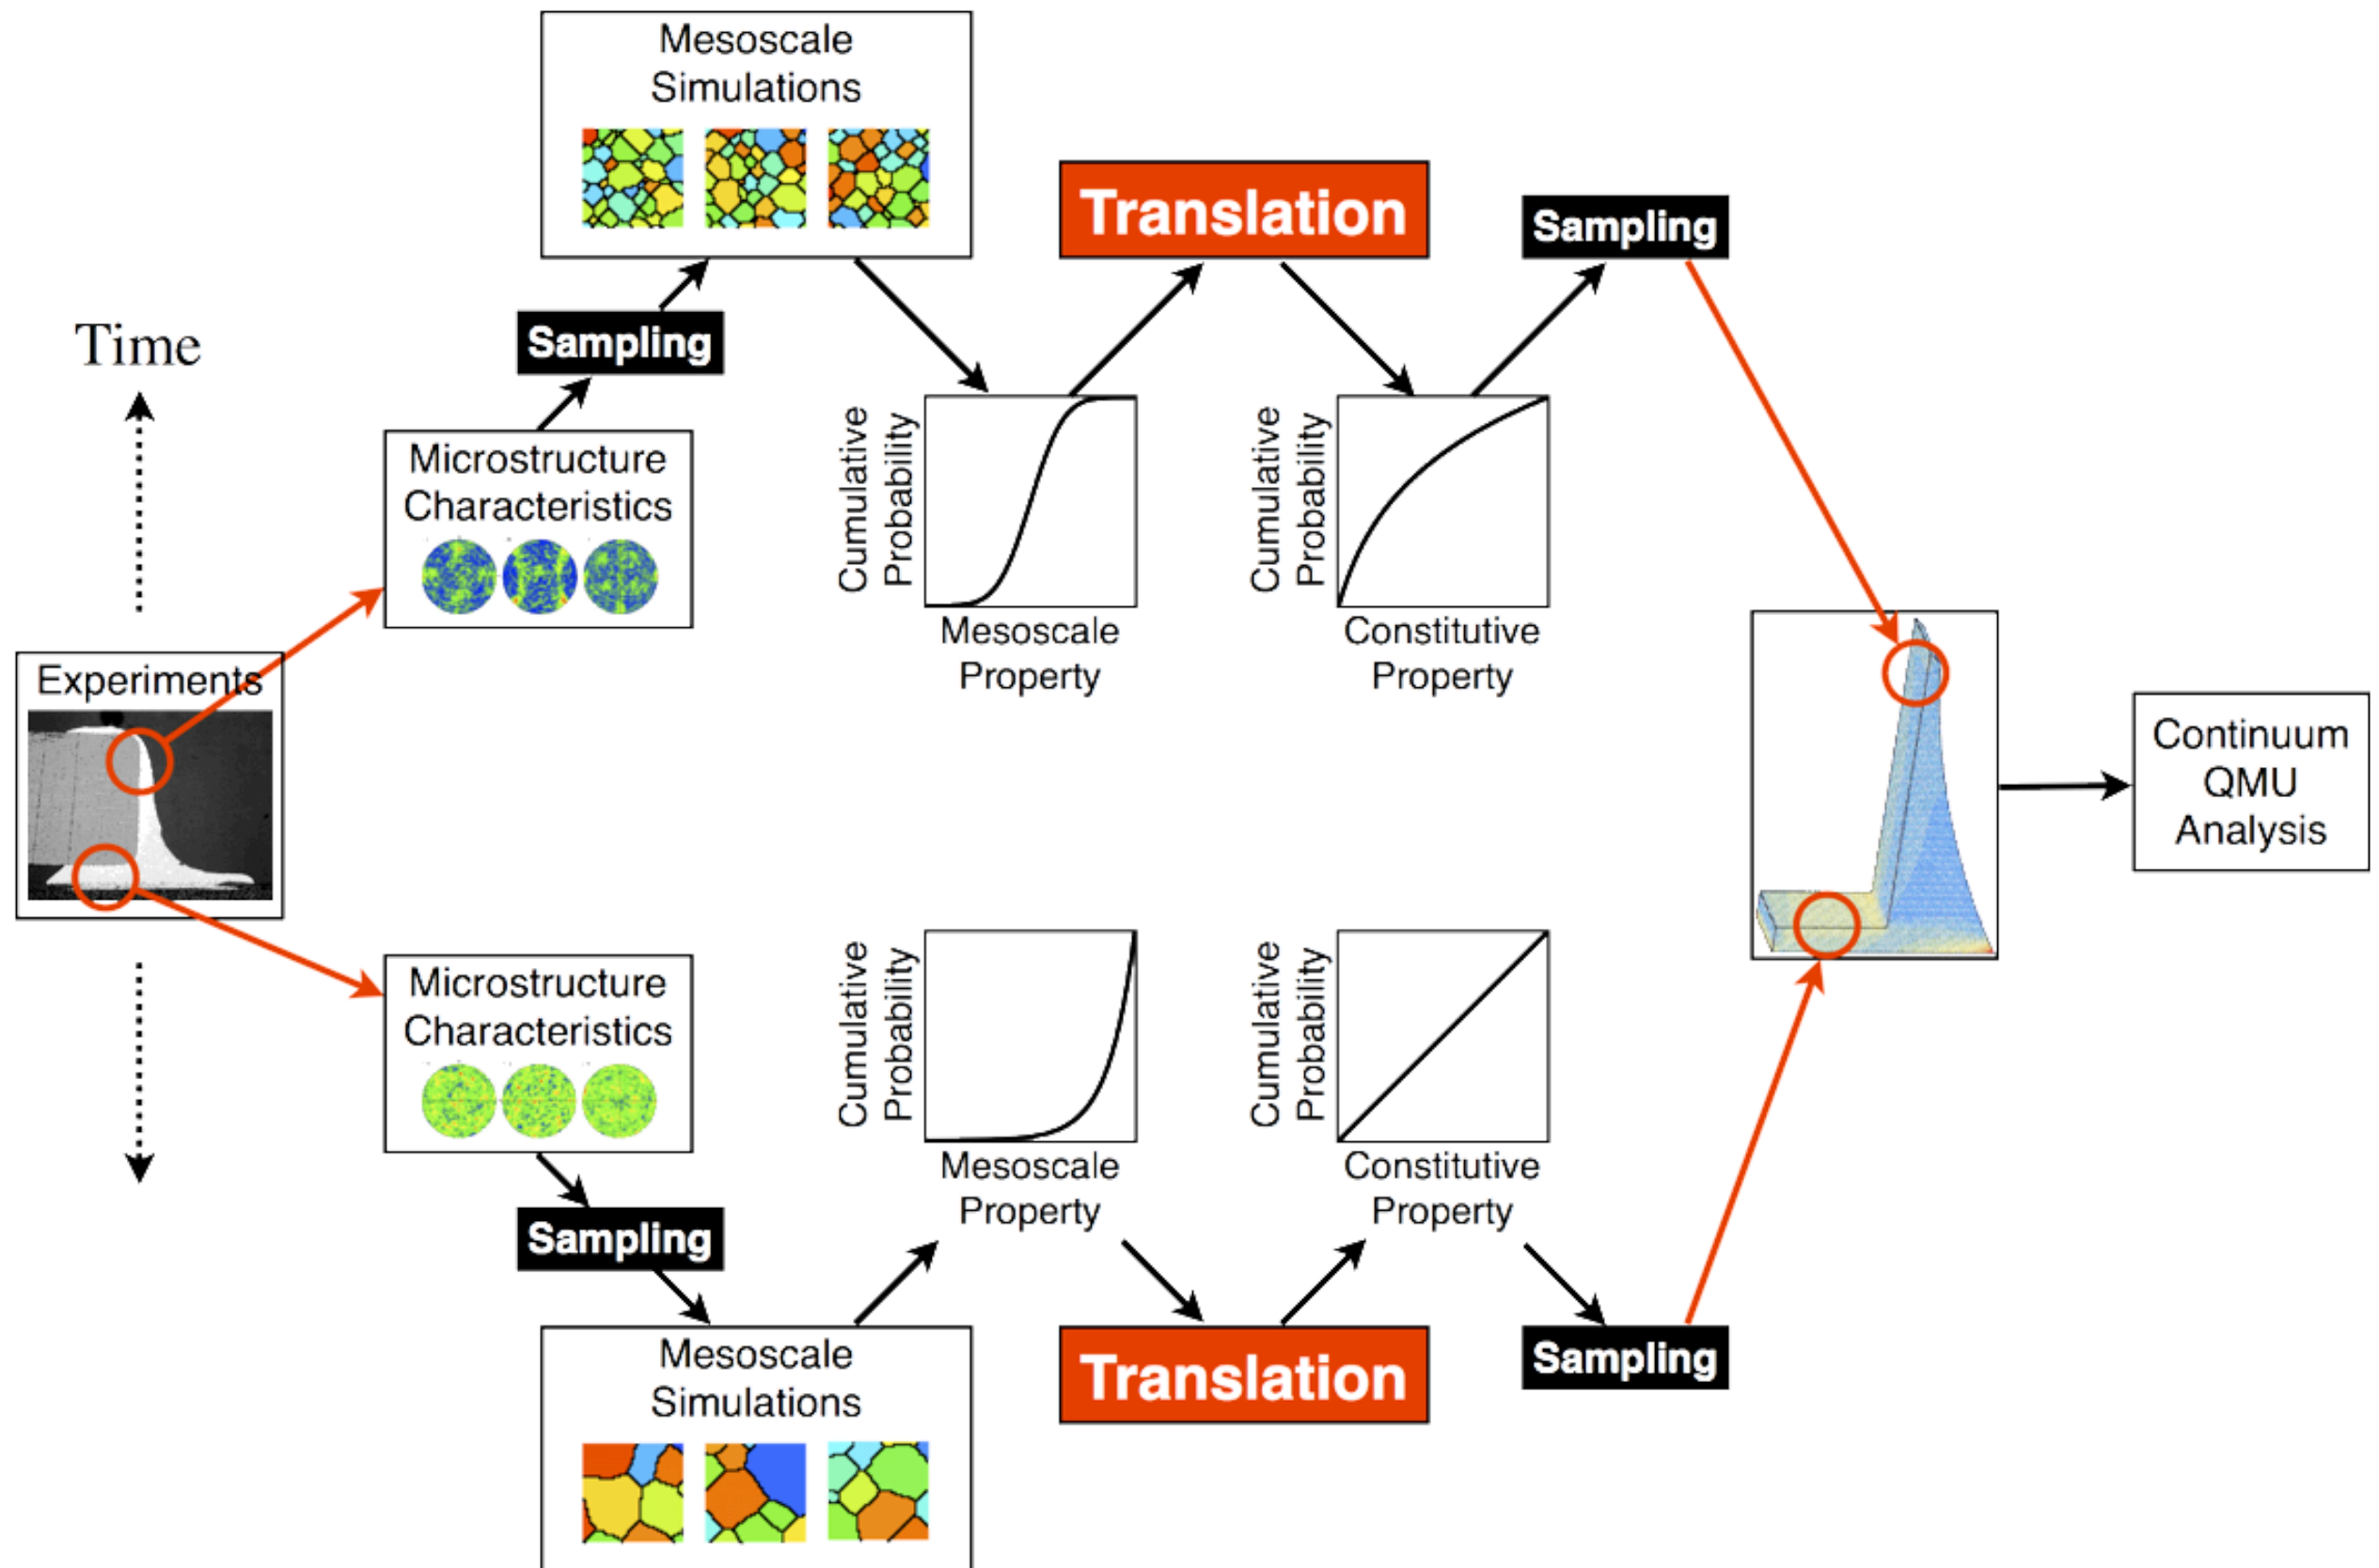 Mesoscale
Simulations
Translation
Sampling
Sampling
Time
Microstructure
Characteristics
Cumulative
Probability
Mesoscale
Property
Cumulative
Probability
Constitutive
Property
Experiments
Continuum
QMU
Analysis
Microstructure
Characteristics
Cumulative
Probability
Mesoscale
Property
Cumulative
Probability
Constitutive
Property
Sampling
Mesoscale
Simulations
Translation
Sampling